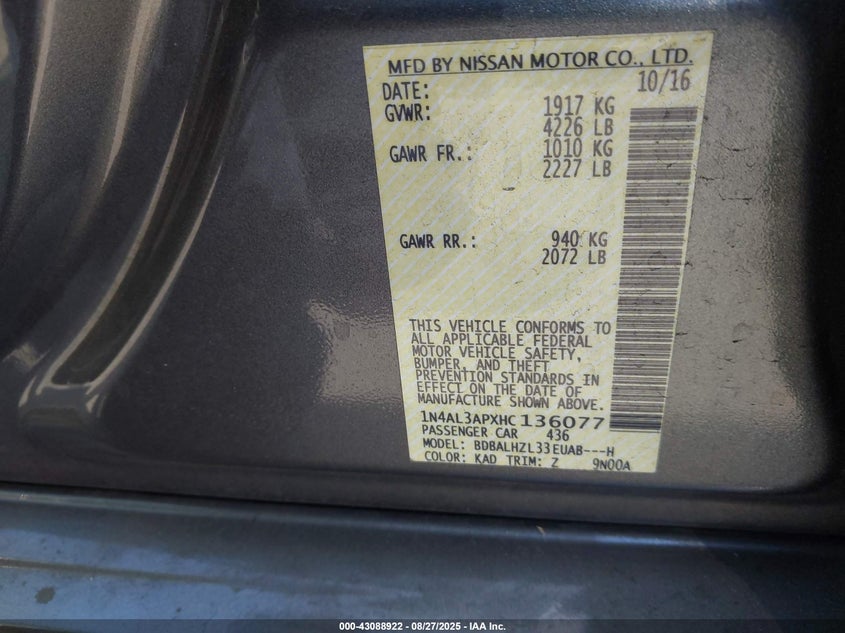 MFD BY NISSAN MOTOR CO., LTD.
DATE: 10/16
GVWR: 1917 KG
4226 LB
GAWR FR.: 1010 KG
2227 LB
GAWR RR.: 940 KG
2072 LB
THIS VEHICLE CONFORMS TO
ALL APPLICABLE FEDERAL
MOTOR VEHICLE SAFETY,
BUMPER, AND THEFT
PREVENTION STANDARDS IN
EFFECT ON THE DATE OF
MANUFACTURE SHOWN ABOVE.
1N4AL3APXHC136077
PASSENGER CAR 436
MODEL: BDBALHZL33EUAB---H
COLOR: KAD TRIM: Z 9N00A
000-43088922 - 08/27/2025 - IAA Inc.